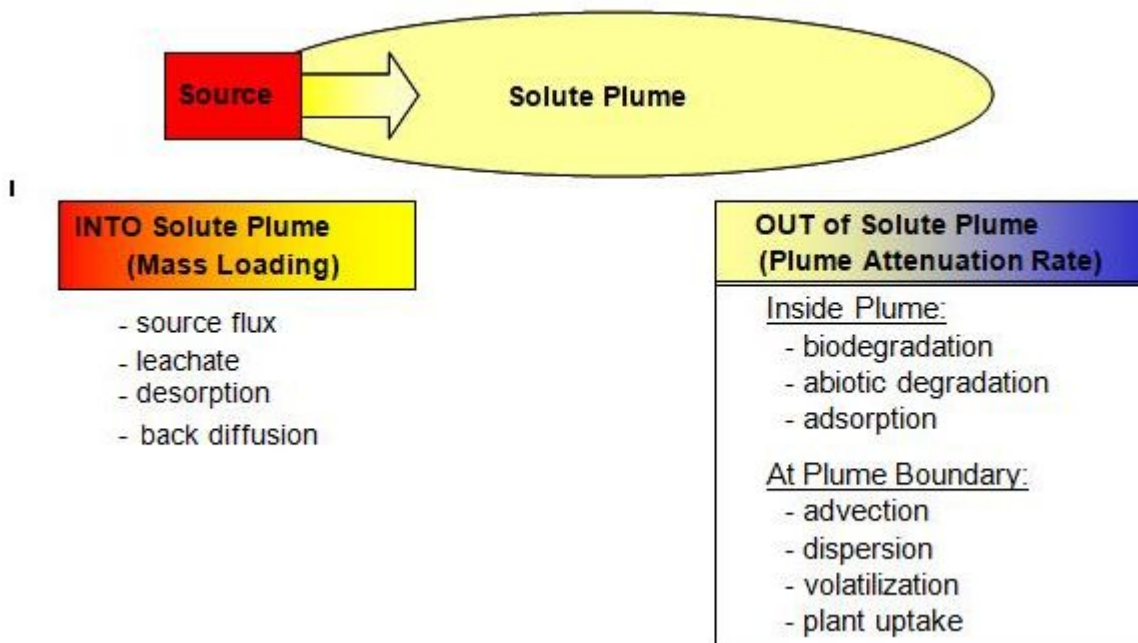 Source
Solute Plume
I
INTO Solute Plume
(Mass Loading)
- source flux
- leachate
- desorption
- back diffusion
OUT of Solute Plume
(Plume Attenuation Rate)
Inside Plume:
- biodegradation
- abiotic degradation
- adsorption
At Plume Boundary:
- advection
- dispersion
- volatilization
- plant uptake